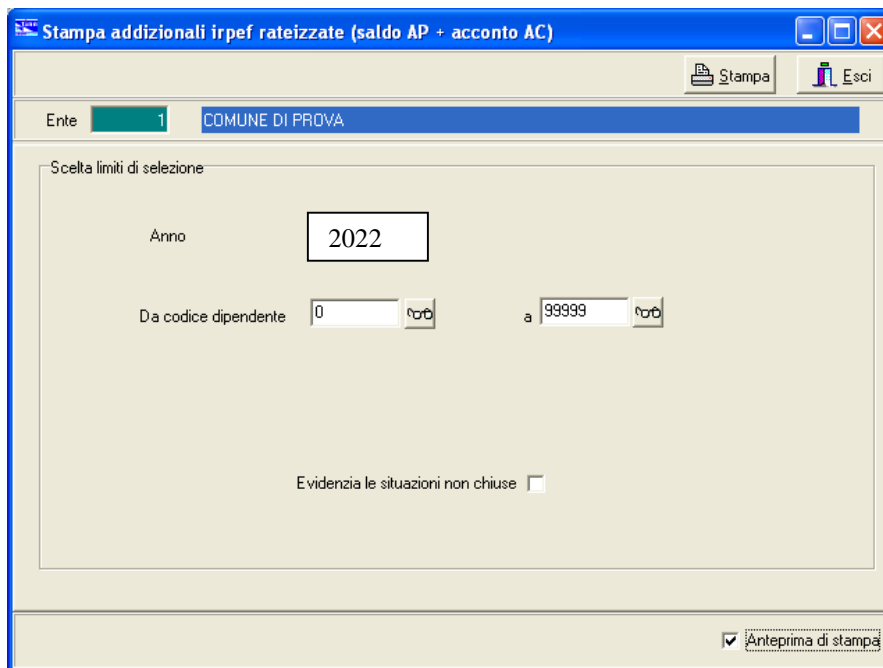 Stampa addizionali irpef rateizzate (saldo AP + acconto AC)
Stampa Esci
Ente 1 COMUNE DI PROVA
Scelta limiti di selezione
Anno 2022
Da codice dipendente 0 a 99999
Evidenzia le situazioni non chiuse
Anteprima di stampa